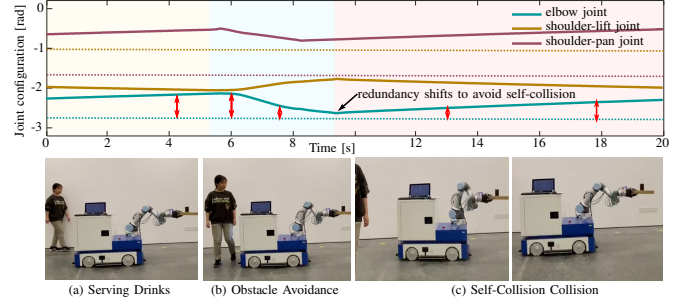 Joint configuration [rad]
0
-1
-2
-3
elbow joint
shoulder-lift joint
shoulder-pan joint
redundancy shifts to avoid self-collision
0 2 4 6 8 12 14 16 18 20
Time [s]
(a) Serving Drinks
(b) Obstacle Avoidance
(c) Self-Collision Collision